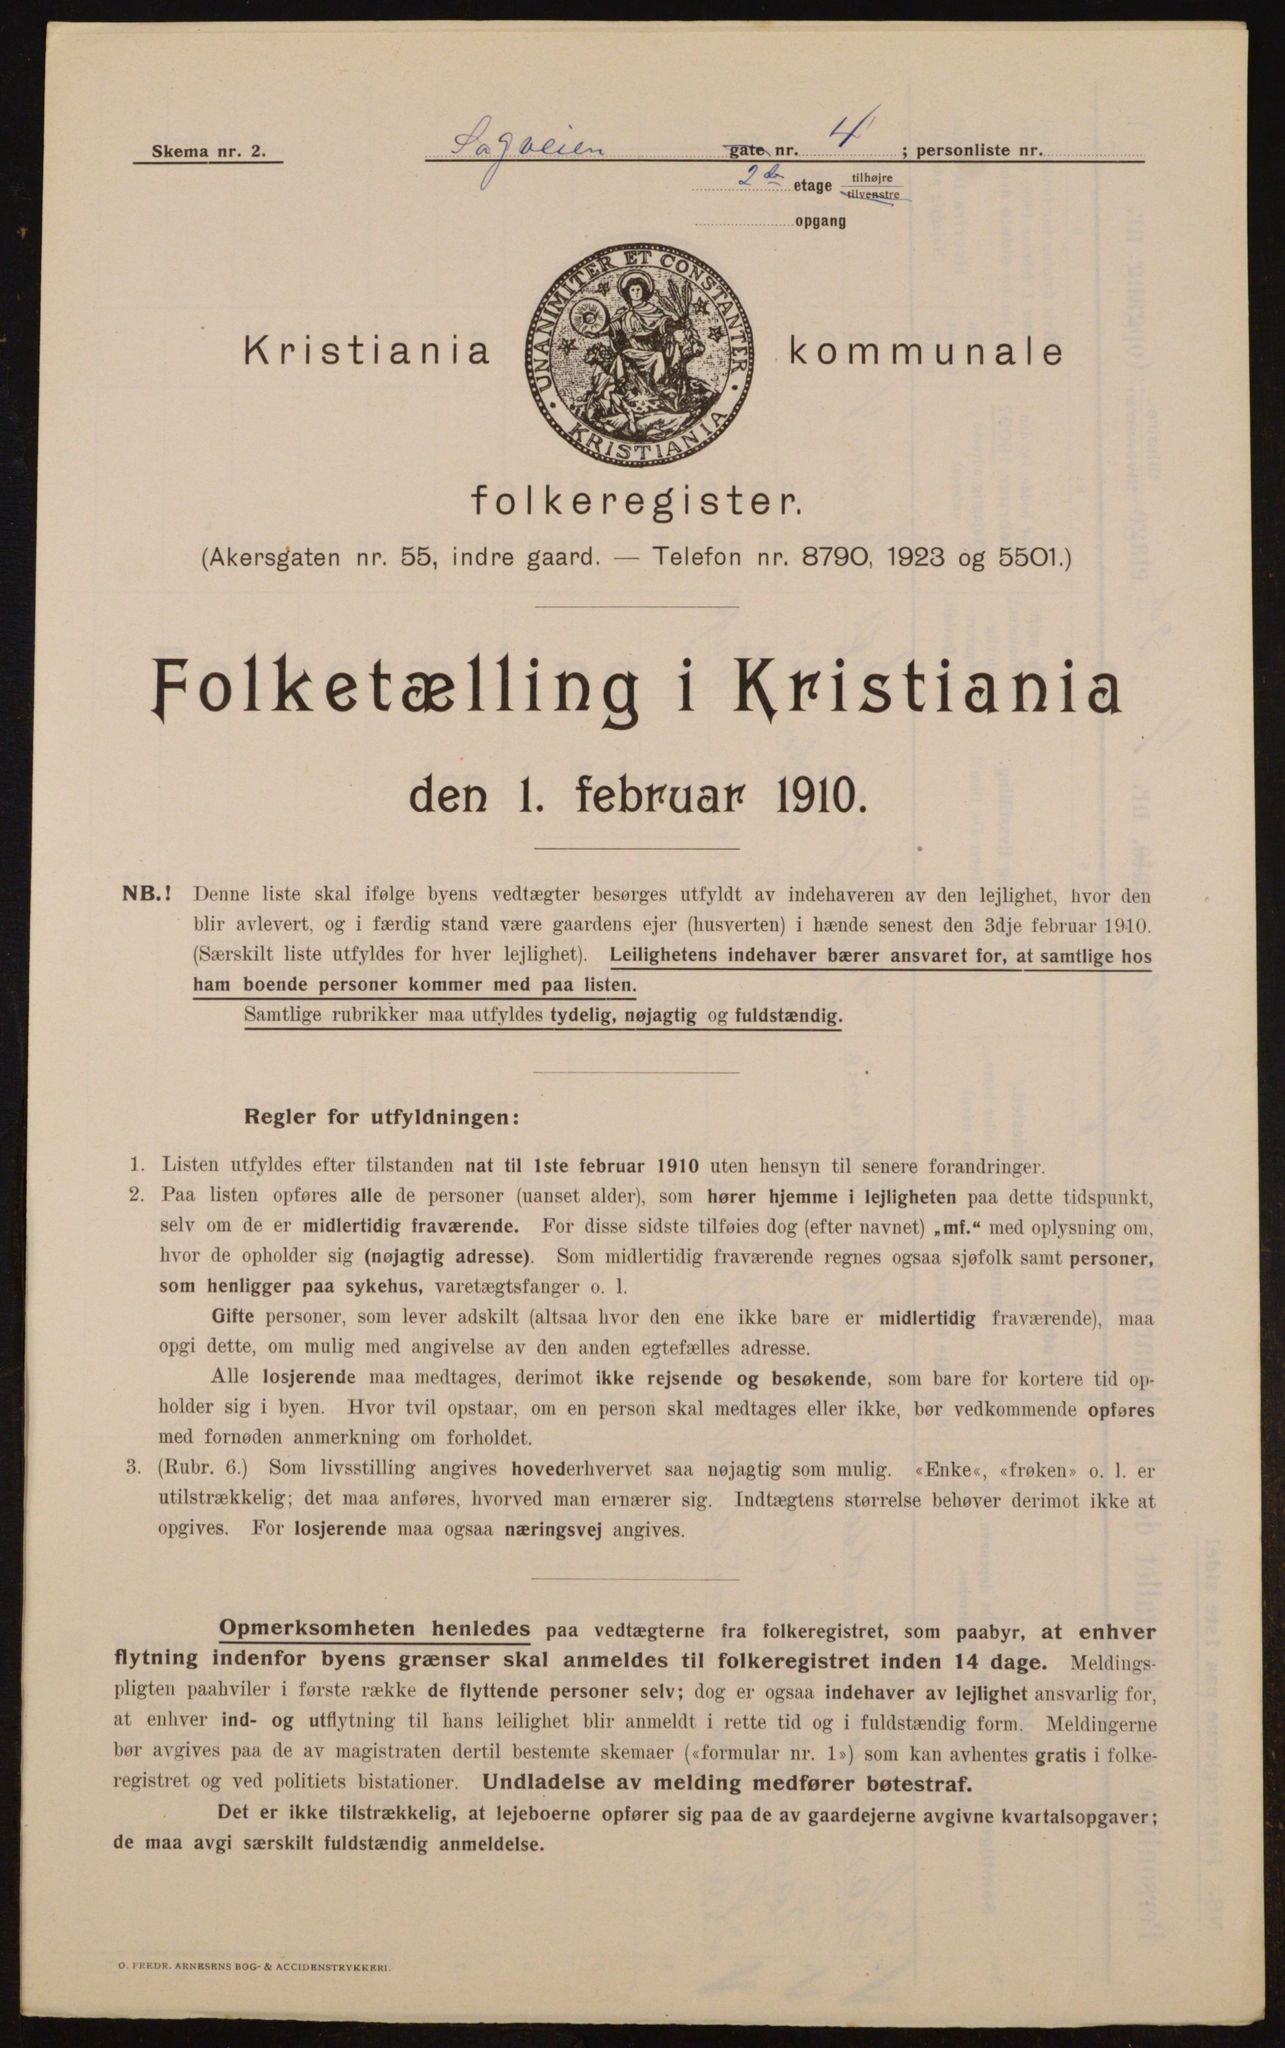 Skema nr. 2.
Sagveien gate nr. 4 ; personliste nr.
2den etage tilhøjre
tilvenstre
opgang
UNANIMITER ET CONSTANTER
KRISTIANIA
Kristiania kommunale
folkeregister.
(Akersgaten nr. 55, indre gaard. — Telefon nr. 8790, 1923 og 5501.)
Folketælling i Kristiania
den 1. februar 1910.
NB.! Denne liste skal ifølge byens vedtægter besørges utfyldt av indehaveren av den lejlighet, hvor den
blir avlevert, og i færdig stand være gaardens ejer (husverten) i hænde senest den 3dje februar 1910.
(Særskilt liste utfyldes for hver lejlighet). Leilighetens indehaver bærer ansvaret for, at samtlige hos
ham boende personer kommer med paa listen.
Samtlige rubrikker maa utfyldes tydelig, nøjagtig og fuldstændig.
Regler for utfyldningen:
1. Listen utfyldes efter tilstanden nat til 1ste februar 1910 uten hensyn til senere forandringer.
2. Paa listen opføres alle de personer (uanset alder), som hører hjemme i lejligheten paa dette tidspunkt,
selv om de er midlertidig fraværende. For disse sidste tilføies dog (efter navnet) „mf.“ med oplysning om,
hvor de opholder sig (nøjagtig adresse). Som midlertidig fraværende regnes ogsaa sjøfolk samt personer,
som henligger paa sykehus, varetægtsfanger o. l.
Gifte personer, som lever adskilt (altsaa hvor den ene ikke bare er midlertidig fraværende), maa
opgi dette, om mulig med angivelse av den anden egtefælles adresse.
Alle losjerende maa medtages, derimot ikke rejsende og besøkende, som bare for kortere tid op-
holder sig i byen. Hvor tvil opstaar, om en person skal medtages eller ikke, bør vedkommende opføres
med fornøden anmerkning om forholdet.
3. (Rubr. 6.) Som livsstilling angives hovederhvervet saa nøjagtig som mulig. «Enke«, «frøken» o. l. er
utilstrækkelig; det maa anføres, hvorved man ernærer sig. Indtægtens størrelse behøver derimot ikke at
opgives. For losjerende maa ogsaa næringsvej angives.
Opmerksomheten henledes paa vedtægterne fra folkeregistret, som paabyr, at enhver
flytning indenfor byens grænser skal anmeldes til folkeregistret inden 14 dage. Meldings-
pligten paahviler i første række de flyttende personer selv; dog er ogsaa indehaver av lejlighet ansvarlig for,
at enhver ind- og utflytning til hans leilighet blir anmeldt i rette tid og i fuldstændig form. Meldingerne
bør avgives paa de av magistraten dertil bestemte skemaer («formular nr. 1») som kan avhentes gratis i folke-
registret og ved politiets bistationer. Undladelse av melding medfører bøtestraf.
Det er ikke tilstrækkelig, at lejeboerne opfører sig paa de av gaardejerne avgivne kvartalsopgaver;
de maa avgi særskilt fuldstændig anmeldelse.
O. FREDR. ARNESENS BOG- & ACCIDENSTRYKKERI.